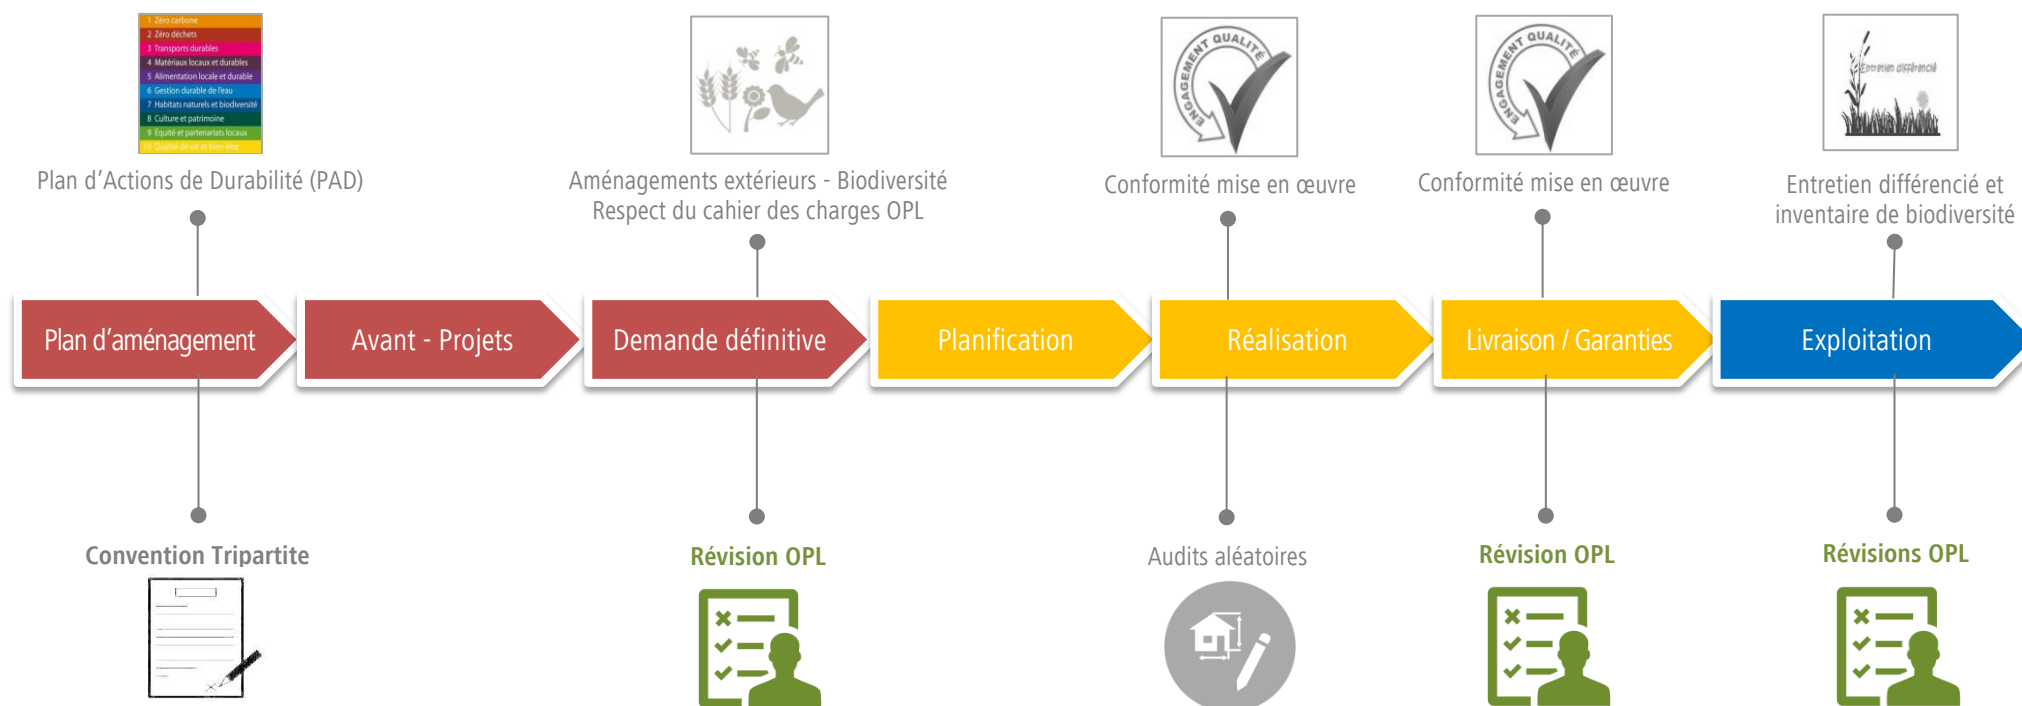 1 Zéro carbone
2 Zéro déchets
3 Transports durables
4 Matériaux locaux et durables
5 Alimentation locale et durable
6 Gestion durable de l'eau
7 Habitats naturels et biodiversité
8 Culture et patrimoine
9 Équité et partenariats locaux
10 Qualité de vie et bien-être
Plan d'Actions de Durabilité (PAD)
Aménagements extérieurs - Biodiversité
Respect du cahier des charges OPL
ENGAGEMENT QUALITÉ
Conformité mise en œuvre
ENGAGEMENT QUALITÉ
Conformité mise en œuvre
Entretien différencié
Entretien différencié et
inventaire de biodiversité
Plan d'aménagement
Avant - Projets
Demande définitive
Planification
Réalisation
Livraison / Garanties
Exploitation
Convention Tripartite
Révision OPL
Audits aléatoires
Révision OPL
Révisions OPL